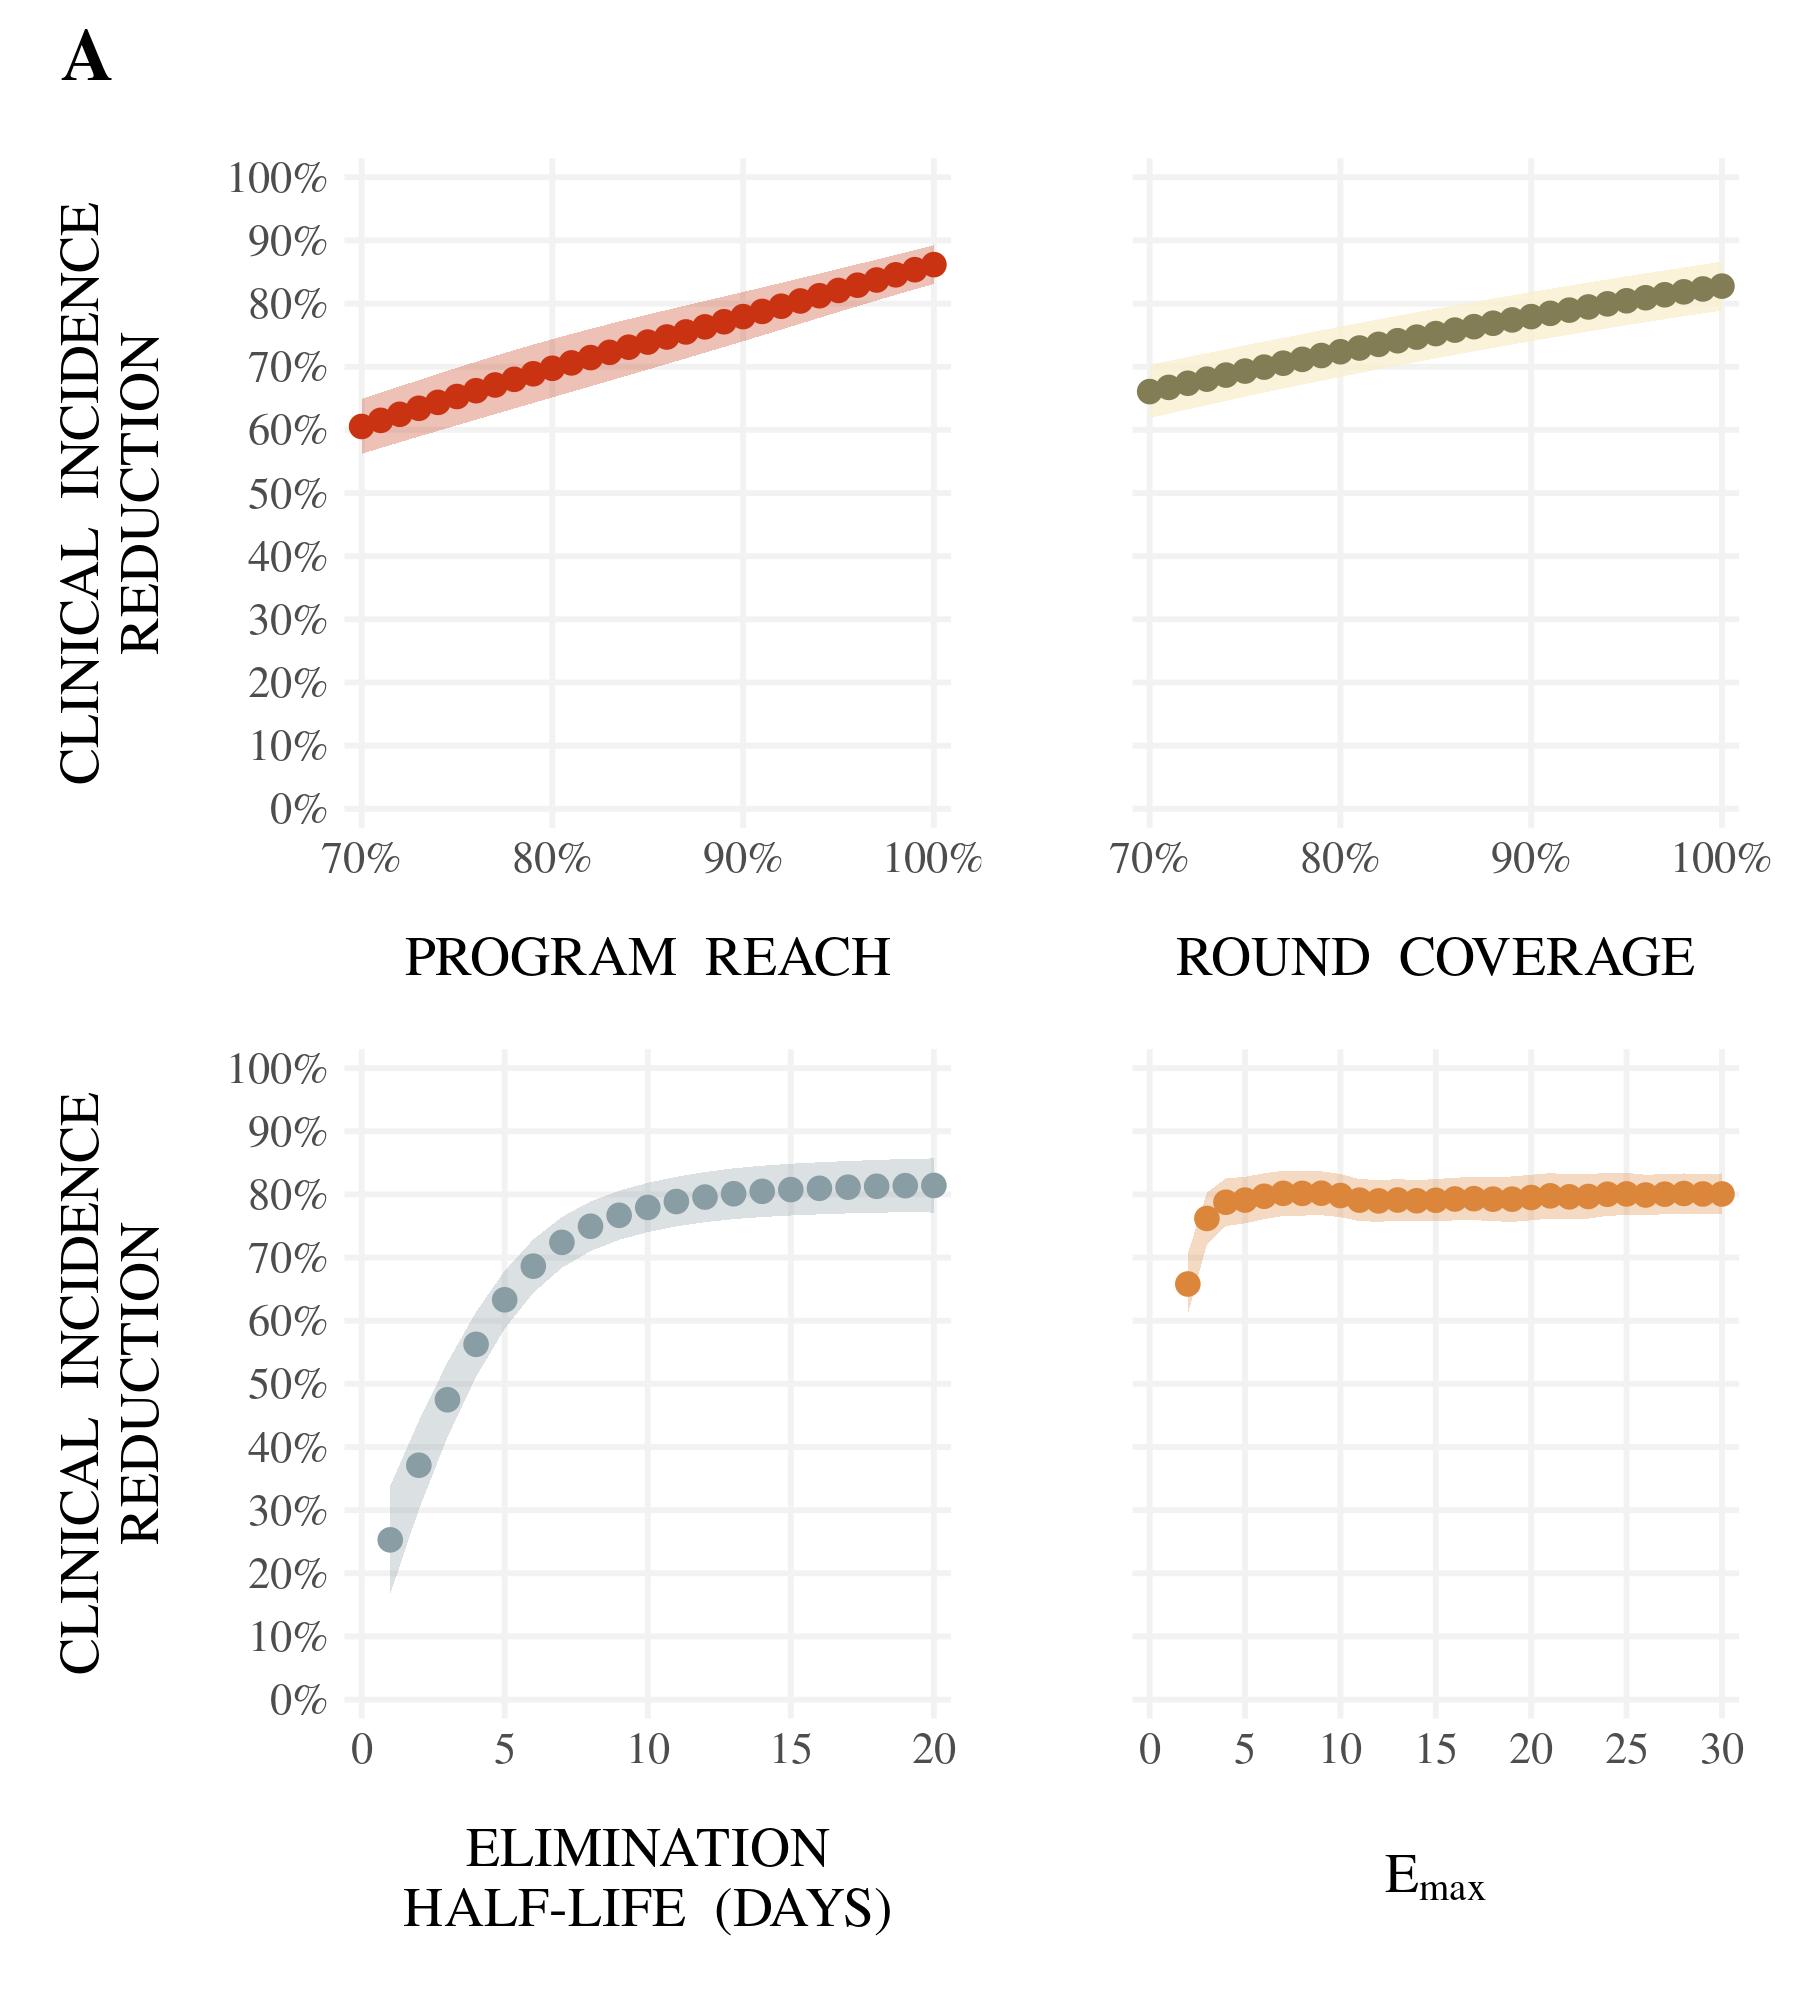 A
CLINICAL INCIDENCE
REDUCTION
100%
90%
80%
70%
60%
50%
40%
30%
20%
10%
0%
70% 80% 90% 100%
PROGRAM REACH
70% 80% 90% 100%
ROUND COVERAGE
CLINICAL INCIDENCE
REDUCTION
100%
90%
80%
70%
60%
50%
40%
30%
20%
10%
0%
0 5 10 15 20
ELIMINATION
HALF-LIFE (DAYS)
0 5 10 15 20 25 30
Emax